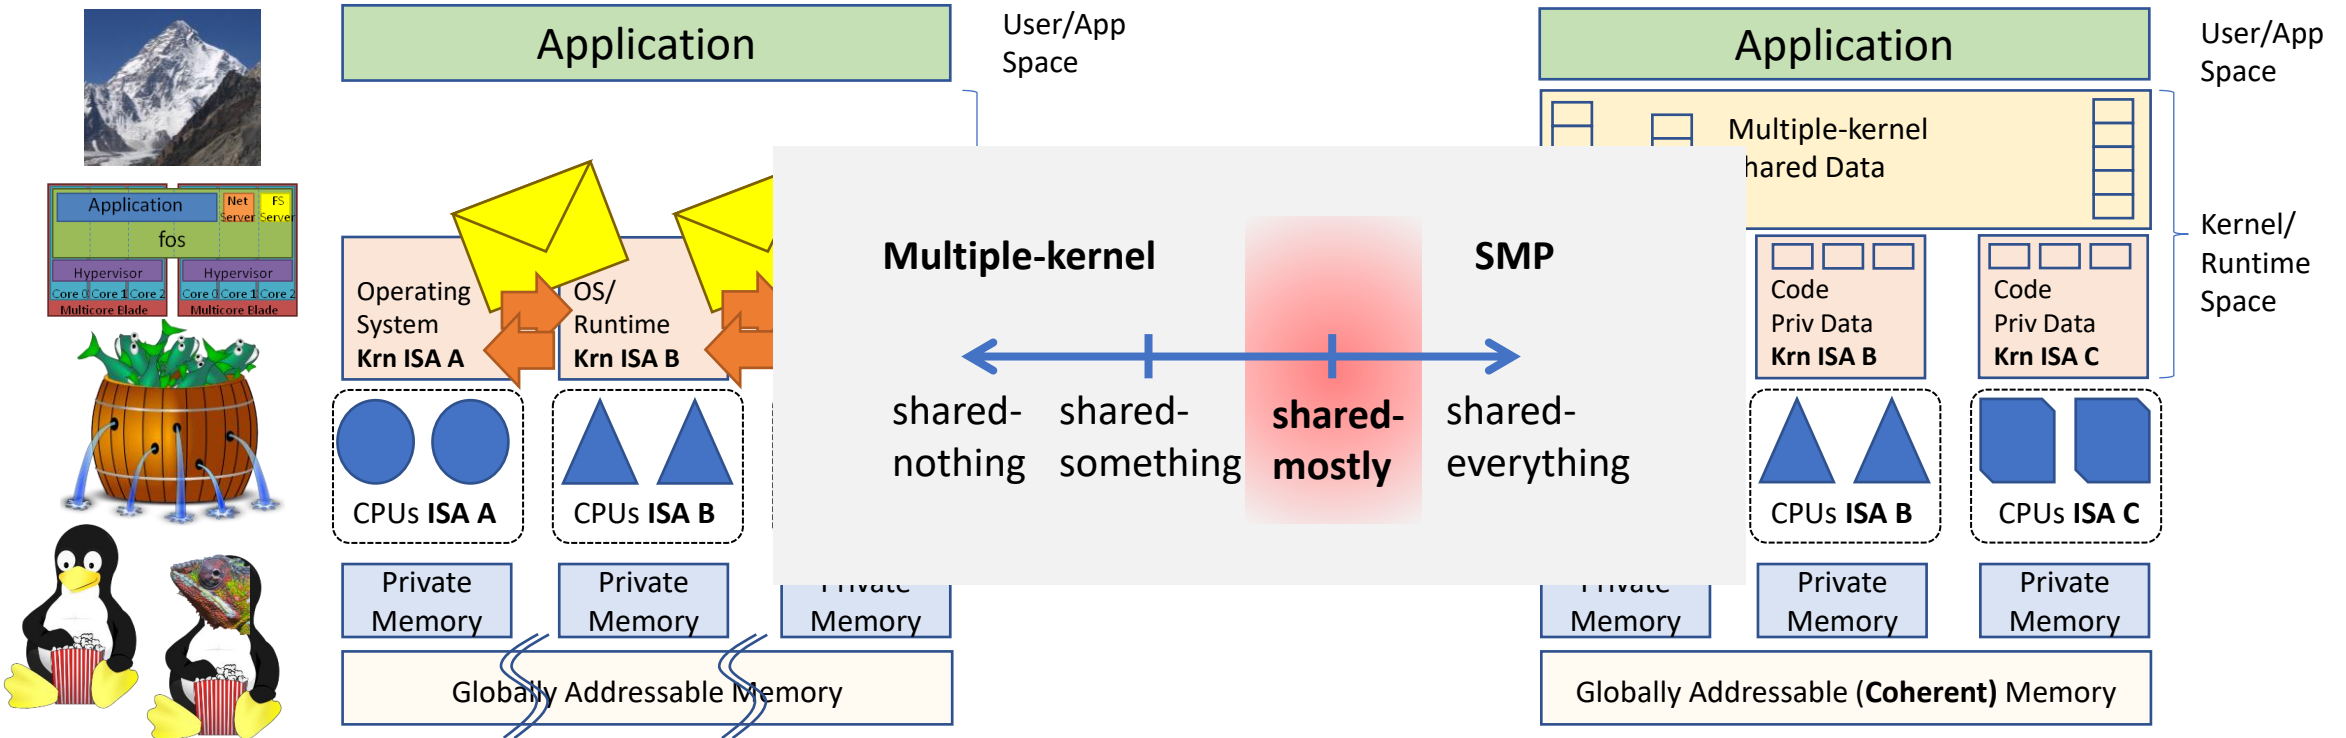 Application
User/App
Space
Application
User/App
Space
Multiple-kernel
hared Data
Application
Net
Server
FS
Server
fos
Hypervisor
Hypervisor
Core 0
Core 1
Core 2
Core 0
Core 1
Core 2
Multicore Blade
Multicore Blade
Operating
System
Krn ISA A
OS/
Runtime
Krn ISA B
Multiple-kernel
SMP
shared-
nothing
shared-
something
shared-
mostly
shared-
everything
Code
Priv Data
Krn ISA B
Code
Priv Data
Krn ISA C
Kernel/
Runtime
Space
CPUs ISA A
CPUs ISA B
CPUs ISA B
CPUs ISA C
Private
Memory
Private
Memory
Private
Memory
Private
Memory
Private
Memory
Private
Memory
Globally Addressable Memory
Globally Addressable (Coherent) Memory